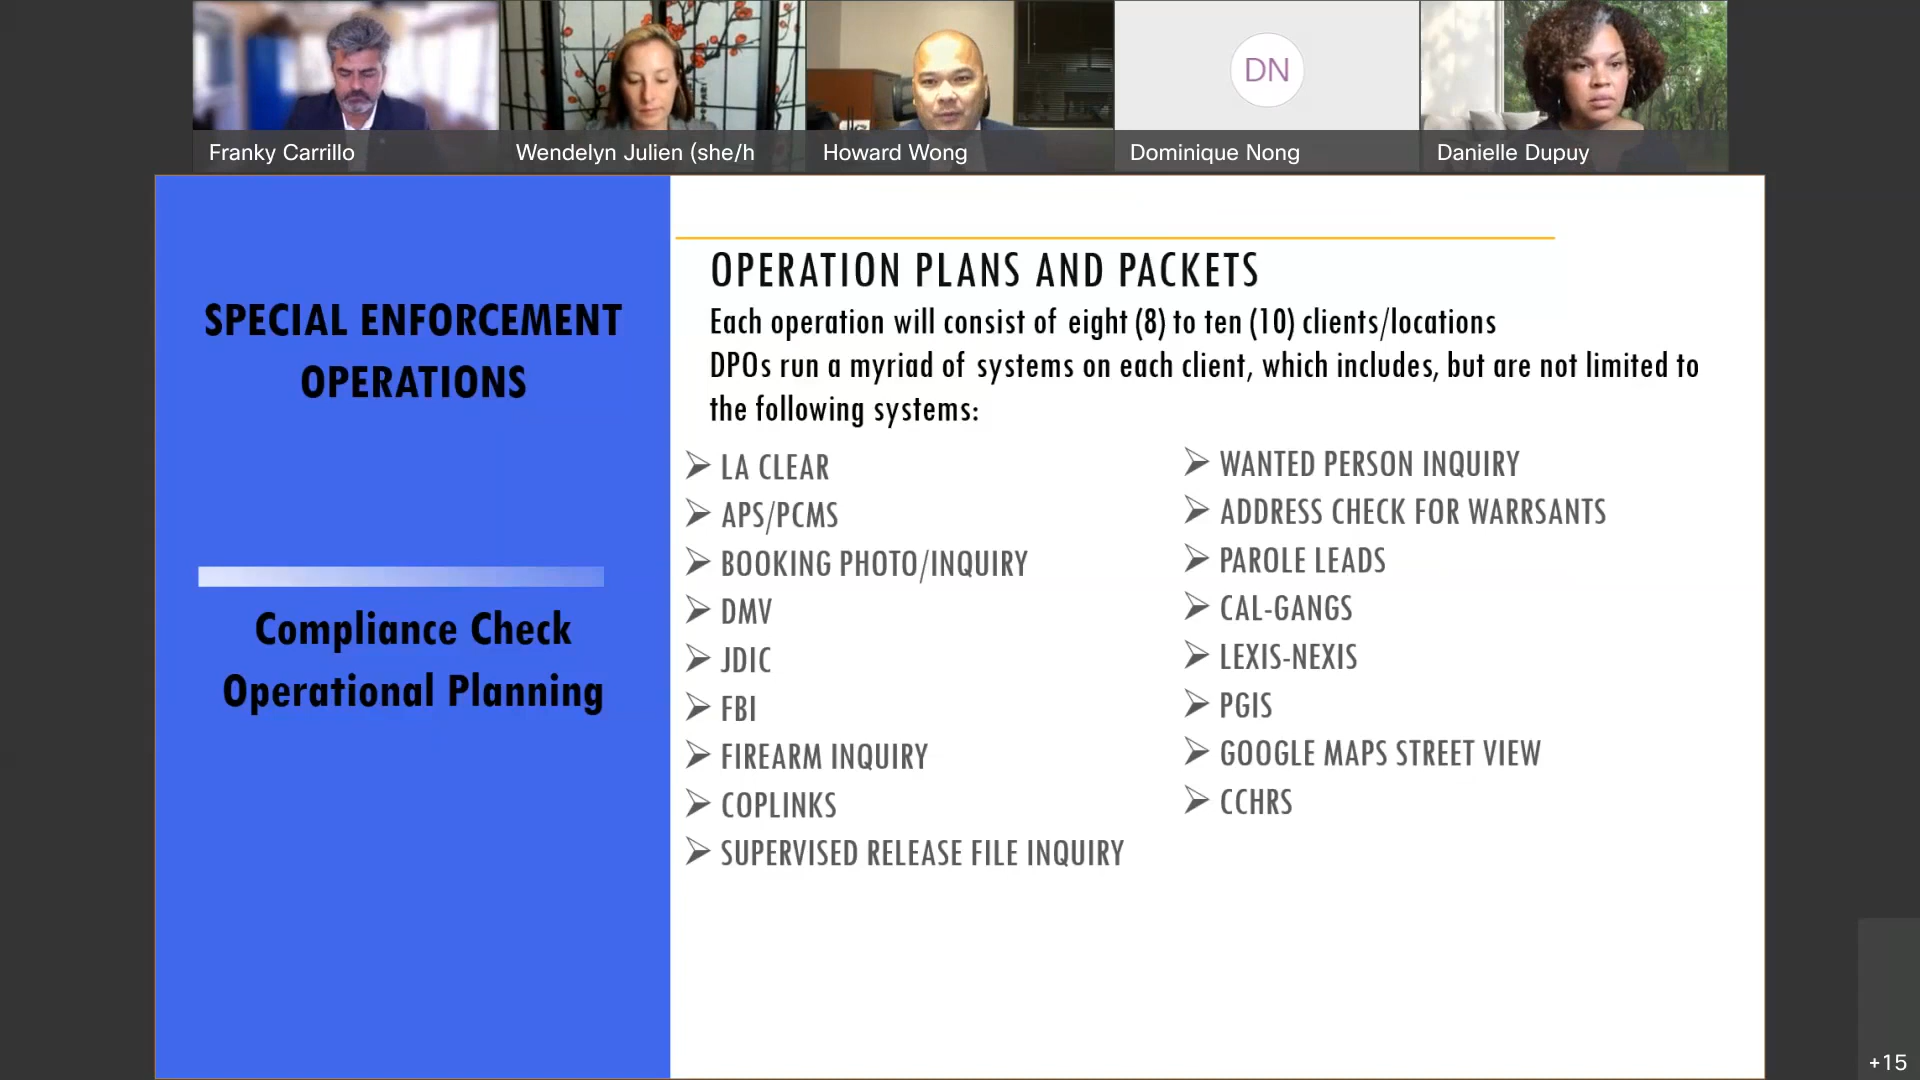 Franky Carrillo
Wendelyn Julien (she/h
Howard Wong
DN
Dominique Nong
Danielle Dupuy
SPECIAL ENFORCEMENT
OPERATIONS
Compliance Check
Operational Planning
OPERATION PLANS AND PACKETS
Each operation will consist of eight (8) to ten (10) clients/locations
DPOs run a myriad of systems on each client, which includes, but are not limited to
the following systems:
LA CLEAR
APS/PCMS
BOOKING PHOTO/INQUIRY
DMV
JDIC
FBI
FIREARM INQUIRY
COPLINKS
SUPERVISED RELEASE FILE INQUIRY
WANTED PERSON INQUIRY
ADDRESS CHECK FOR WARRSANTS
PAROLE LEADS
CAL-GANGS
LEXIS-NEXIS
PGIS
GOOGLE MAPS STREET VIEW
CCHRS
+15